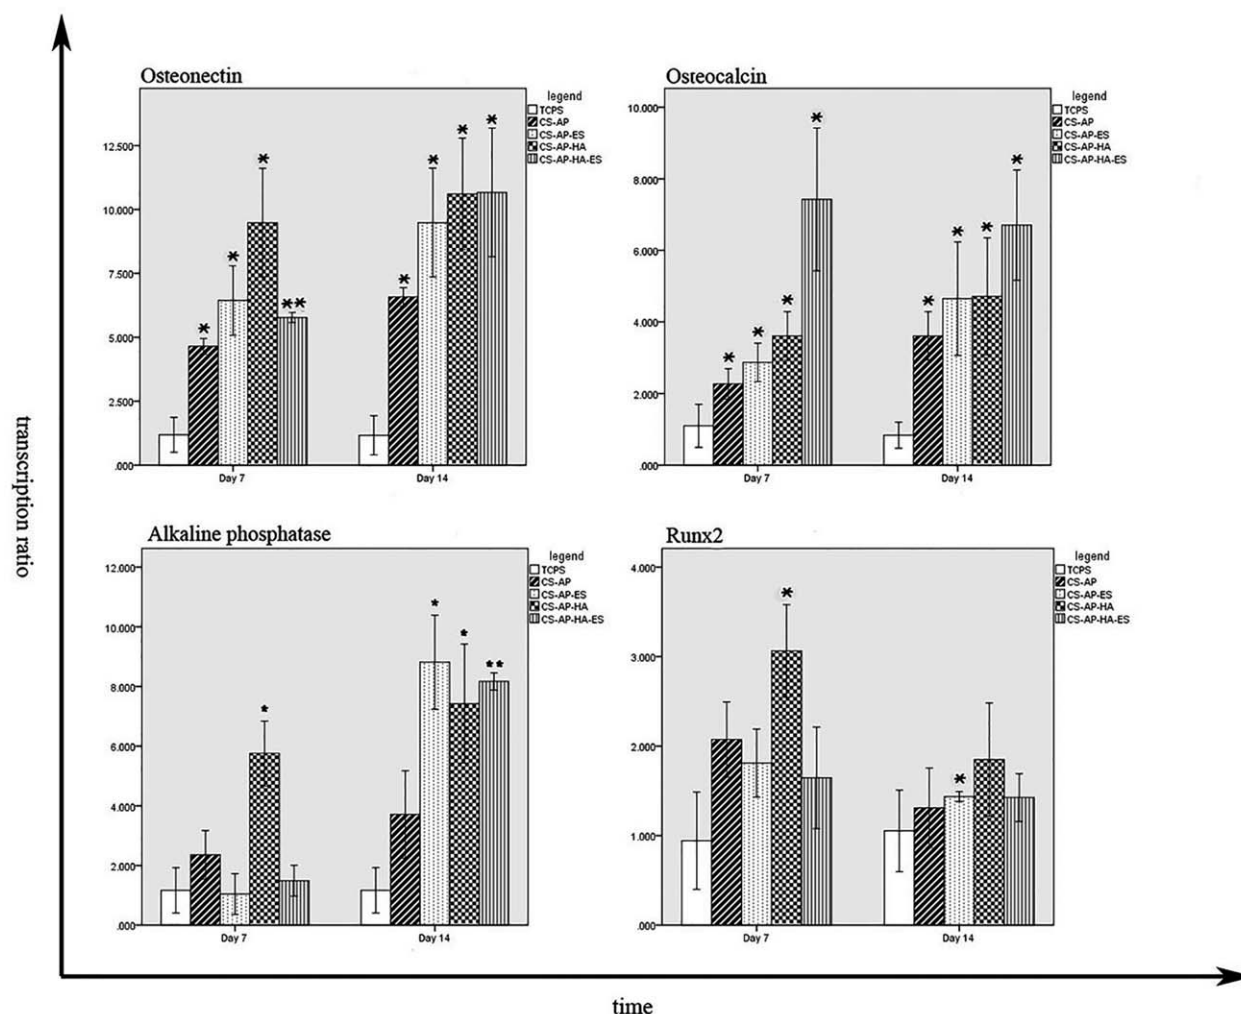 Osteonectin
legend
TCPS
CS-AP
CS-AP-ES
CS-AP-HA
CS-AP-HA-ES
12.500
10.000
7.500
5.000
2.500
.000
* * * ** * * * *
Day 7 Day 14
Osteocalcin
legend
TCPS
CS-AP
CS-AP-ES
CS-AP-HA
CS-AP-HA-ES
10.000
8.000
6.000
4.000
2.000
.000
* * * * * * * *
Day 7 Day 14
transcription ratio
Alkaline phosphatase
legend
TCPS
CS-AP
CS-AP-ES
CS-AP-HA
CS-AP-HA-ES
12.000
10.000
8.000
6.000
4.000
2.000
.000
* * * **
Day 7 Day 14
Runx2
legend
TCPS
CS-AP
CS-AP-ES
CS-AP-HA
CS-AP-HA-ES
4.000
3.000
2.000
1.000
.000
* *
Day 7 Day 14
time